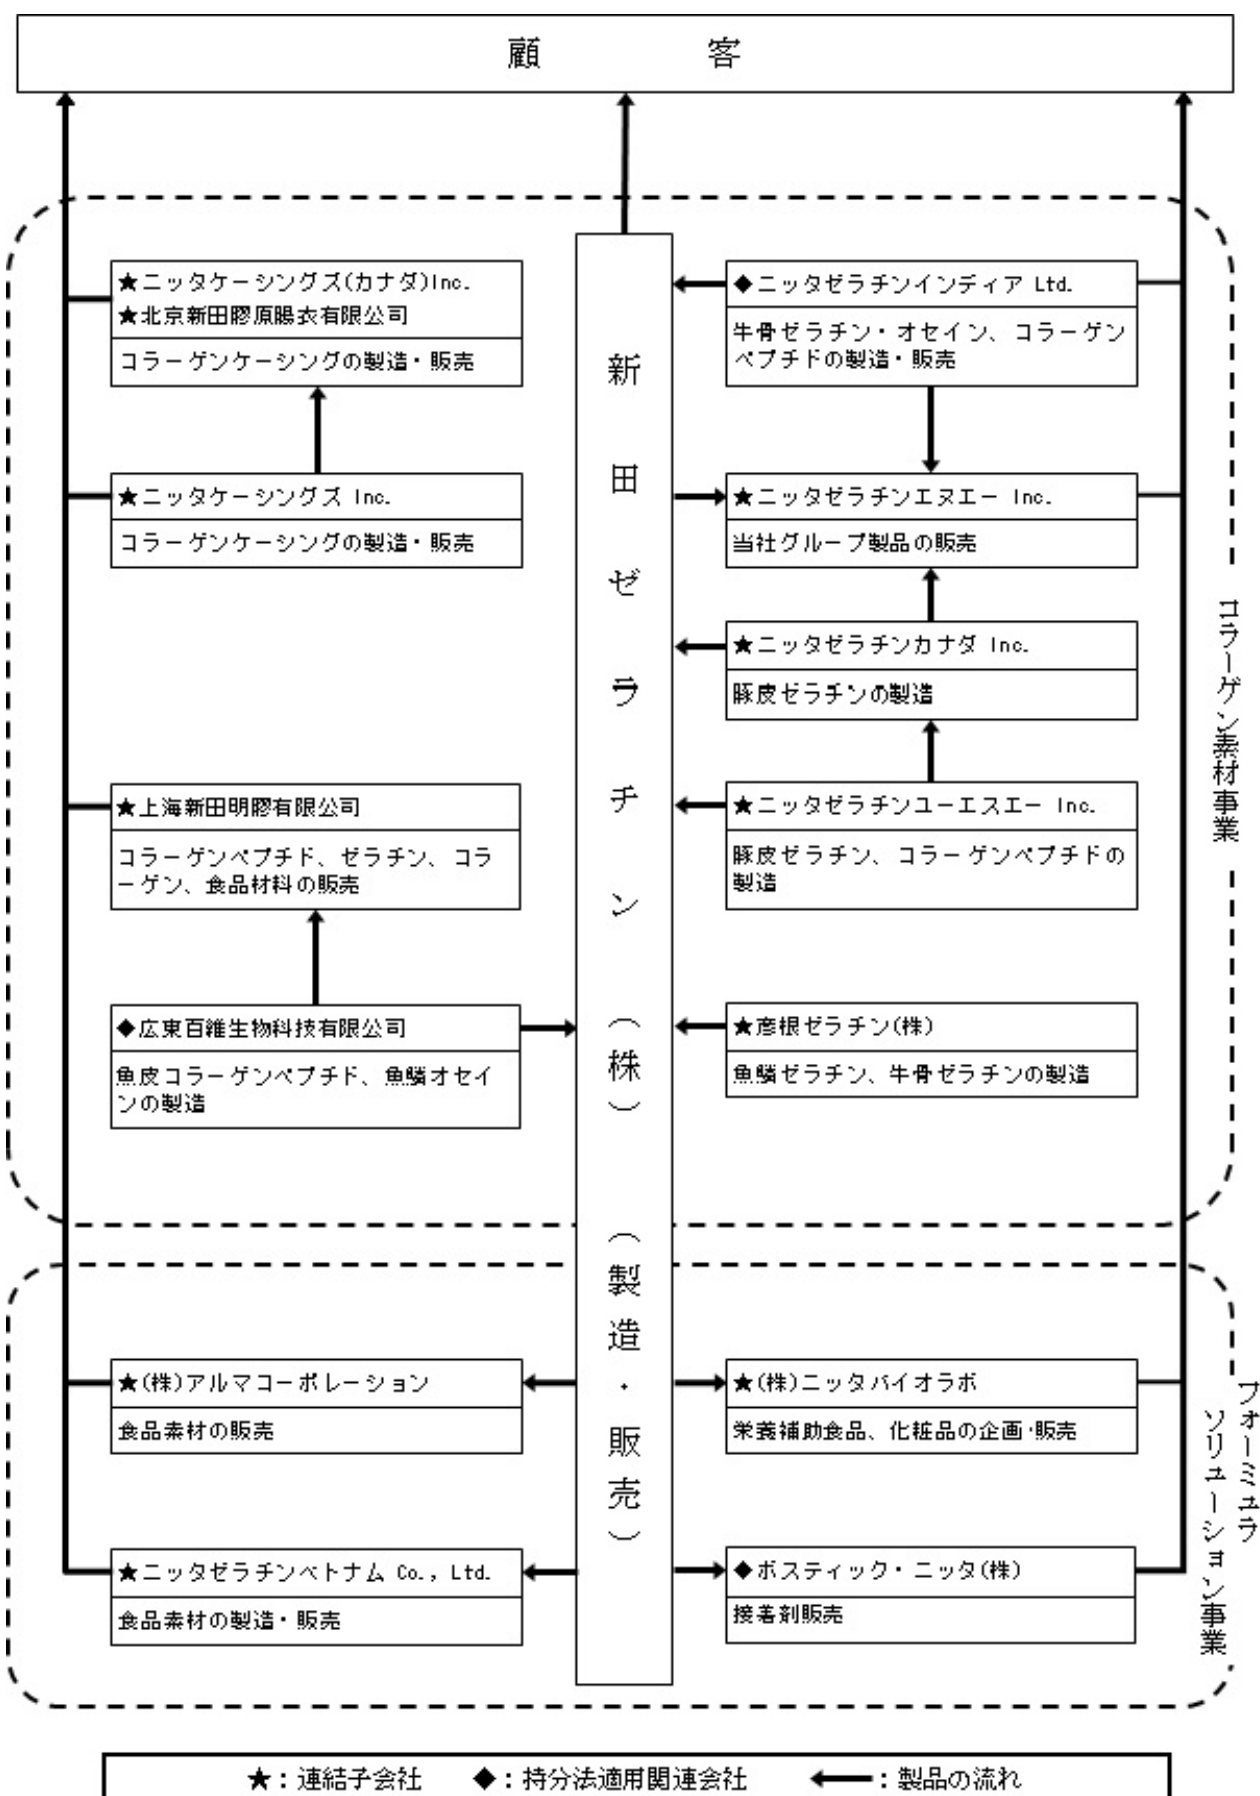 顧客
★ニッタケーシングズ(カナダ)Inc.
★北京新田膠原腸衣有限公司
コラーゲンケーシングの製造・販売
★ニッタケーシングズ Inc.
コラーゲンケーシングの製造・販売
★上海新田明膠有限公司
コラーゲンペプチド、ゼラチン、コラ
ーゲン、食品材料の販売
◆広東百維生物科技有限公司
魚皮コラーゲンペプチド、魚鱗オセイ
ンの製造
新田ゼラチン(株)(製造・販売)
◆ニッタゼラチンインディア Ltd.
牛骨ゼラチン・オセイン、コラーゲン
ペプチドの製造・販売
★ニッタゼラチンエヌエー Inc.
当社グループ製品の販売
★ニッタゼラチンカナダ Inc.
豚皮ゼラチンの製造
★ニッタゼラチンユーエスエー Inc.
豚皮ゼラチン、コラーゲンペプチドの
製造
★彦根ゼラチン(株)
魚鱗ゼラチン、牛骨ゼラチンの製造
コラーゲン素材事業
★(株)アルマコーポレーション
食品素材の販売
★ニッタゼラチンベトナム Co., Ltd.
食品素材の製造・販売
★(株)ニッタバイオラボ
栄養補助食品、化粧品の企画・販売
◆ボスティック・ニッタ(株)
接着剤販売
フォーミュラ
ソリューション事業
★：連結子会社 ◆：持分法適用関連会社 ←：製品の流れ